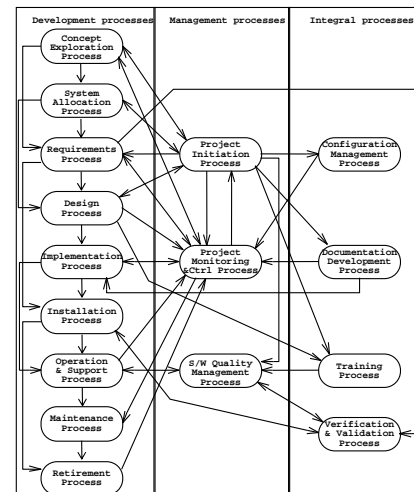 Development processes
Management processes
Integral processes
Concept
Exploration
Process
System
Allocation
Process
Requirements
Process
Project
Initiation
Process
Configuration
Management
Process
Design
Process
Implementation
Process
Project
Monitoring
&Ctrl Process
Documentation
Development
Process
Installation
Process
Operation
& Support
Process
S/W Quality
Management
Process
Training
Process
Maintenance
Process
Verification
& Validation
Process
Retirement
Process